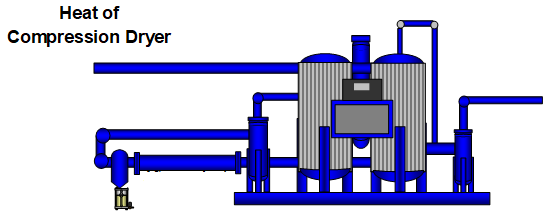 Heat of
Compression Dryer